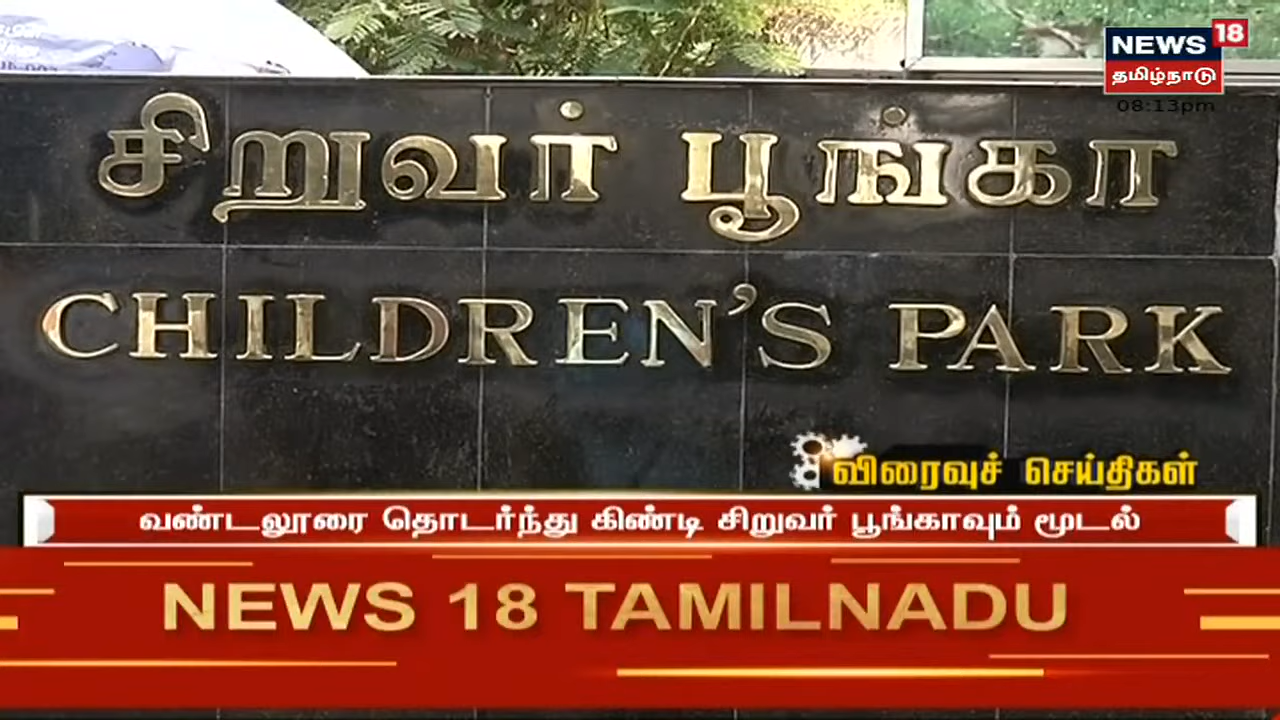 NEWS 18
தமிழ்நாடு
08:13pm
சிறுவர் பூங்கா
CHILDREN'S PARK
விரைவுச் செய்திகள்
வண்டலூரை தொடர்ந்து கிண்டி சிறுவர் பூங்காவும் மூடல்
NEWS 18 TAMILNADU